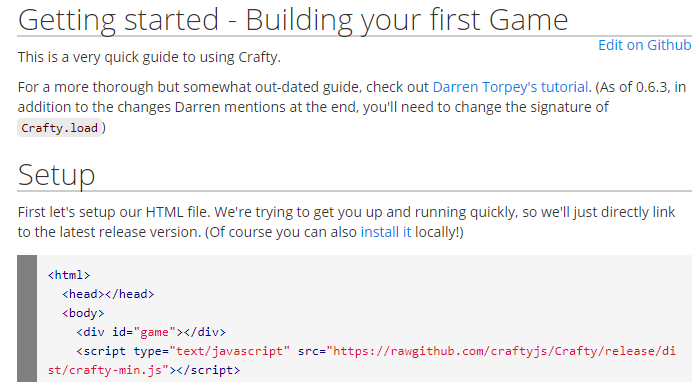 Getting started - Building your first Game
Edit on Github
This is a very quick guide to using Crafty.
For a more thorough but somewhat out-dated guide, check out Darren Torpey's tutorial. (As of 0.6.3, in
addition to the changes Darren mentions at the end, you'll need to change the signature of
Crafty.load)
Setup
First let's setup our HTML file. We're trying to get you up and running quickly, so we'll just directly link
to the latest release version. (Of course you can also install it locally!)
<html>
  <head></head>
  <body>
    <div id="game"></div>
    <script type="text/javascript" src="https://rawgithub.com/craftyjs/Crafty/release/di
st/crafty-min.js"></script>